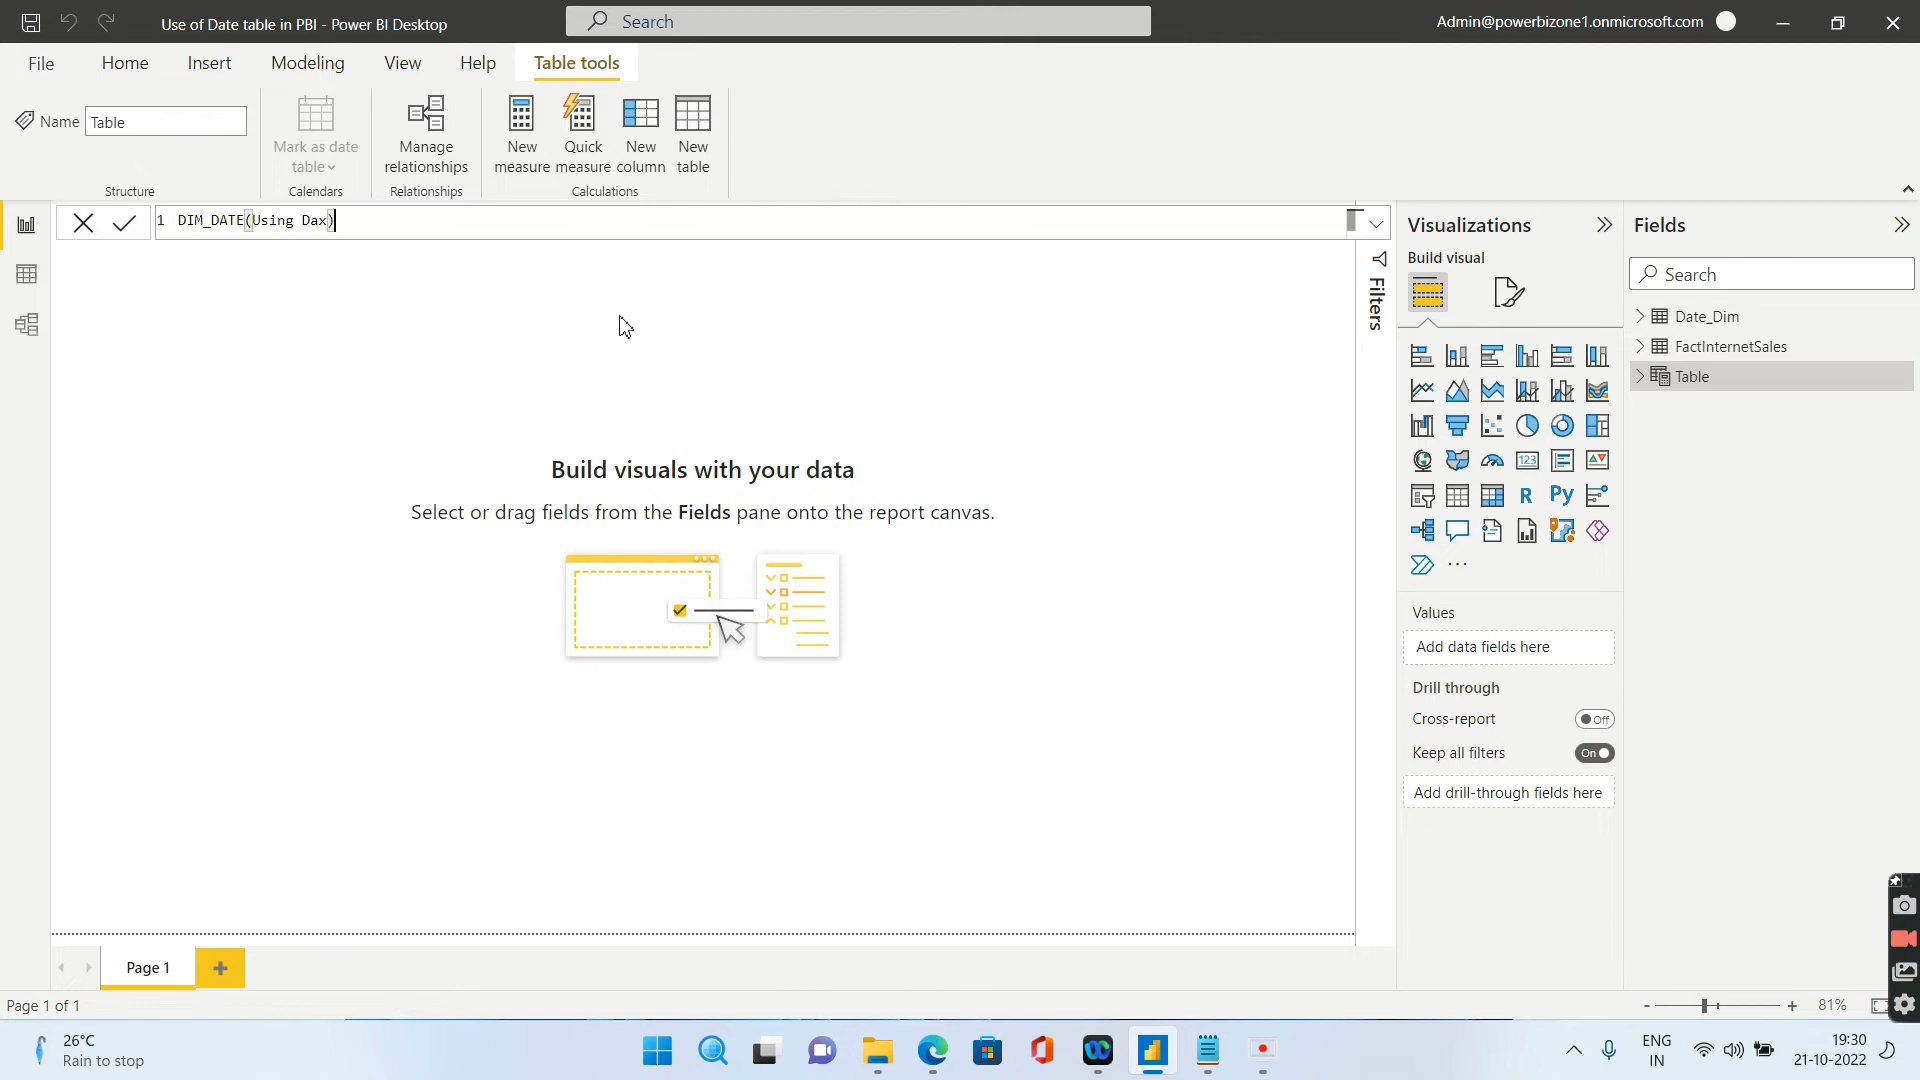 Use of Date table in PBI - Power BI Desktop
Search
Admin@powerbizone1.onmicrosoft.com
File
Home
Insert
Modeling
View
Help
Table tools
Name
Table
Mark as date
table
Manage
relationships
New
measure
Quick
measure
New
column
New
table
Structure
Calendars
Relationships
Calculations
1 DIM_DATE(Using Dax)
Build visuals with your data
Select or drag fields from the Fields pane onto the report canvas.
Filters
Visualizations
Build visual
123
R
Py
Values
Add data fields here
Drill through
Cross-report
Off
Keep all filters
On
Add drill-through fields here
Fields
Search
Date_Dim
FactInternetSales
Table
Page 1
Page 1 of 1
81%
26°C
Rain to stop
ENG
IN
19:30
21-10-2022